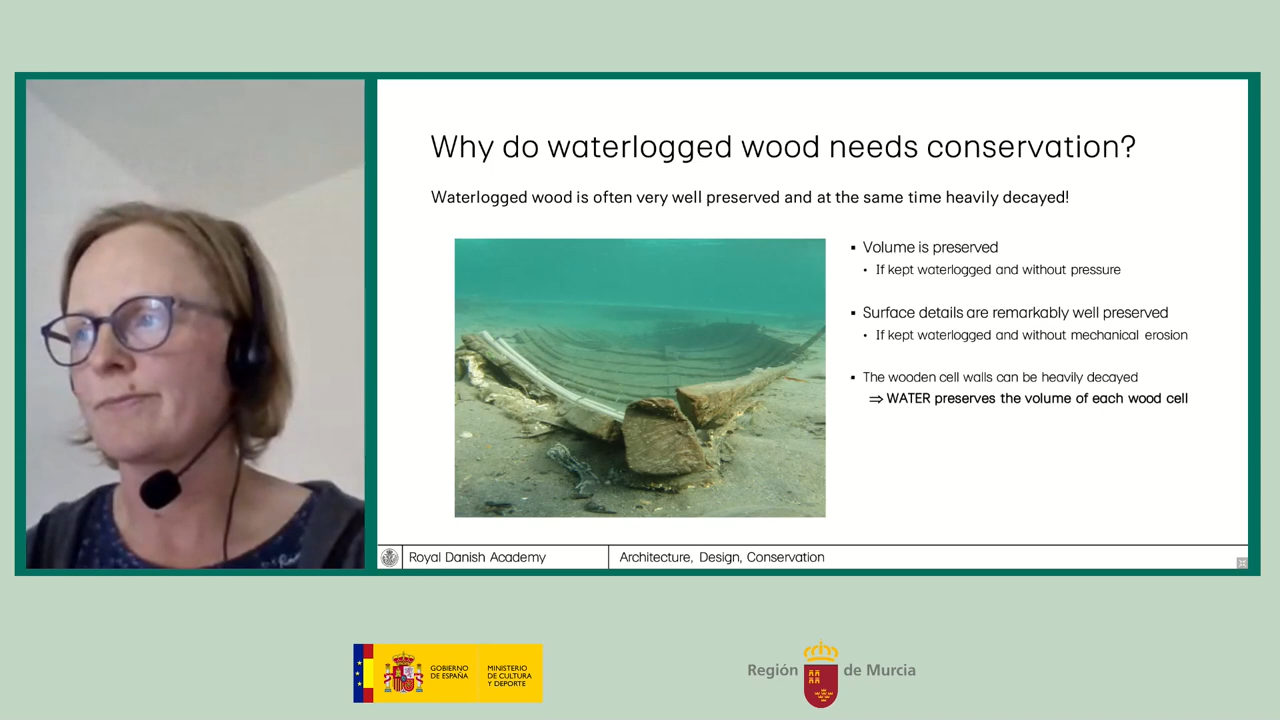 Why do waterlogged wood needs conservation?
Waterlogged wood is often very well preserved and at the same time heavily decayed!
▪ Volume is preserved
• If kept waterlogged and without pressure
▪ Surface details are remarkably well preserved
• If kept waterlogged and without mechanical erosion
▪ The wooden cell walls can be heavily decayed
⇒ WATER preserves the volume of each wood cell
Royal Danish Academy
Architecture, Design, Conservation
GOBIERNO
DE ESPAÑA
MINISTERIO
DE CULTURA
Y DEPORTE
Región de Murcia